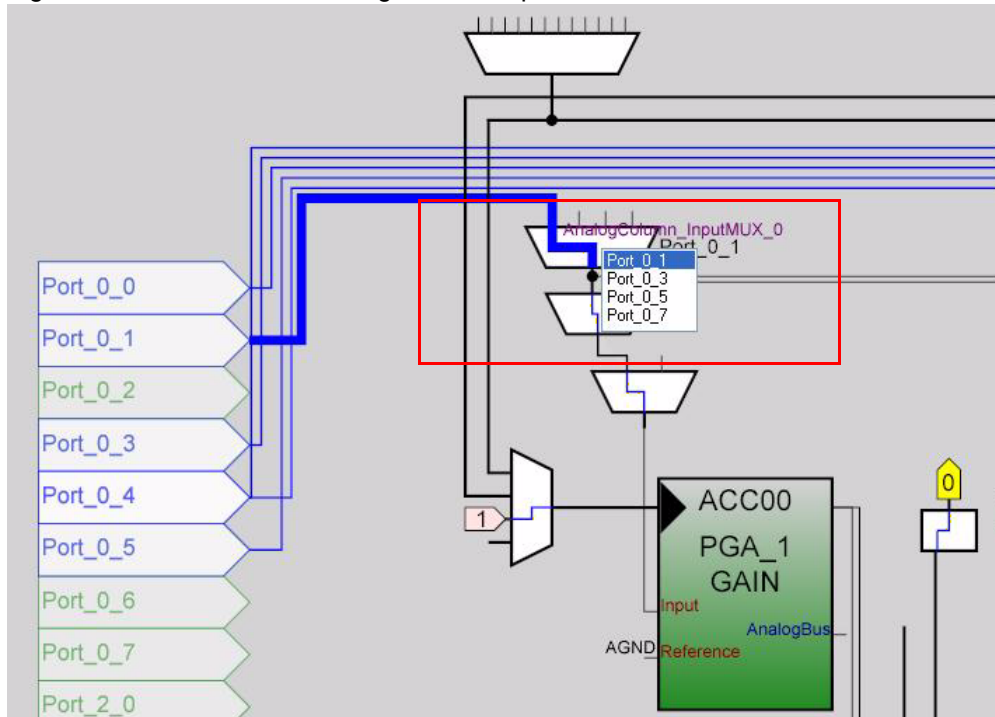 AnalogColumn_InputMUX_0
Port_0_1
Port_0_1
Port_0_3
Port_0_5
Port_0_7
Port_0_0
Port_0_1
Port_0_2
Port_0_3
Port_0_4
Port_0_5
Port_0_6
Port_0_7
Port_2_0
1
ACC00
PGA_1
GAIN
Input
AnalogBus
AGND
Reference
0